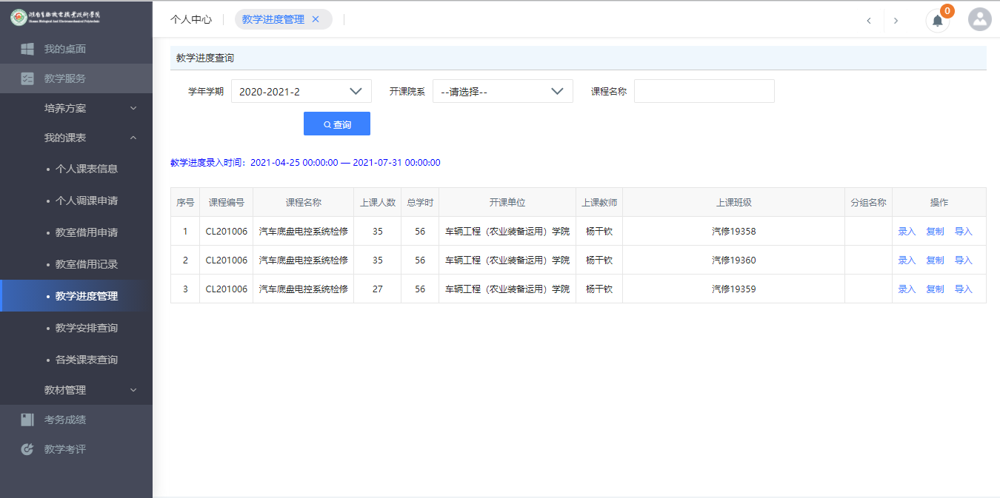 湖南生物机电职业技术学院
Hunan Biological And Electromechanical Polytechnic
我的桌面
教学服务
培养方案
我的课表
• 个人课表信息
• 个人调课申请
• 教室借用申请
• 教室借用记录
• 教学进度管理
• 教学安排查询
• 各类课表查询
教材管理
考务成绩
教学考评
个人中心 教学进度管理 × 0
教学进度查询
学年学期 2020-2021-2 开课院系 --请选择-- 课程名称
查询
教学进度录入时间：2021-04-25 00:00:00 — 2021-07-31 00:00:00
序号 课程编号 课程名称 上课人数 总学时 开课单位 上课教师 上课班级 分组名称 操作
1 CL201006 汽车底盘电控系统检修 35 56 车辆工程（农业装备运用）学院 杨干钦 汽修19358 录入 复制 导入
2 CL201006 汽车底盘电控系统检修 35 56 车辆工程（农业装备运用）学院 杨干钦 汽修19360 录入 复制 导入
3 CL201006 汽车底盘电控系统检修 27 56 车辆工程（农业装备运用）学院 杨干钦 汽修19359 录入 复制 导入